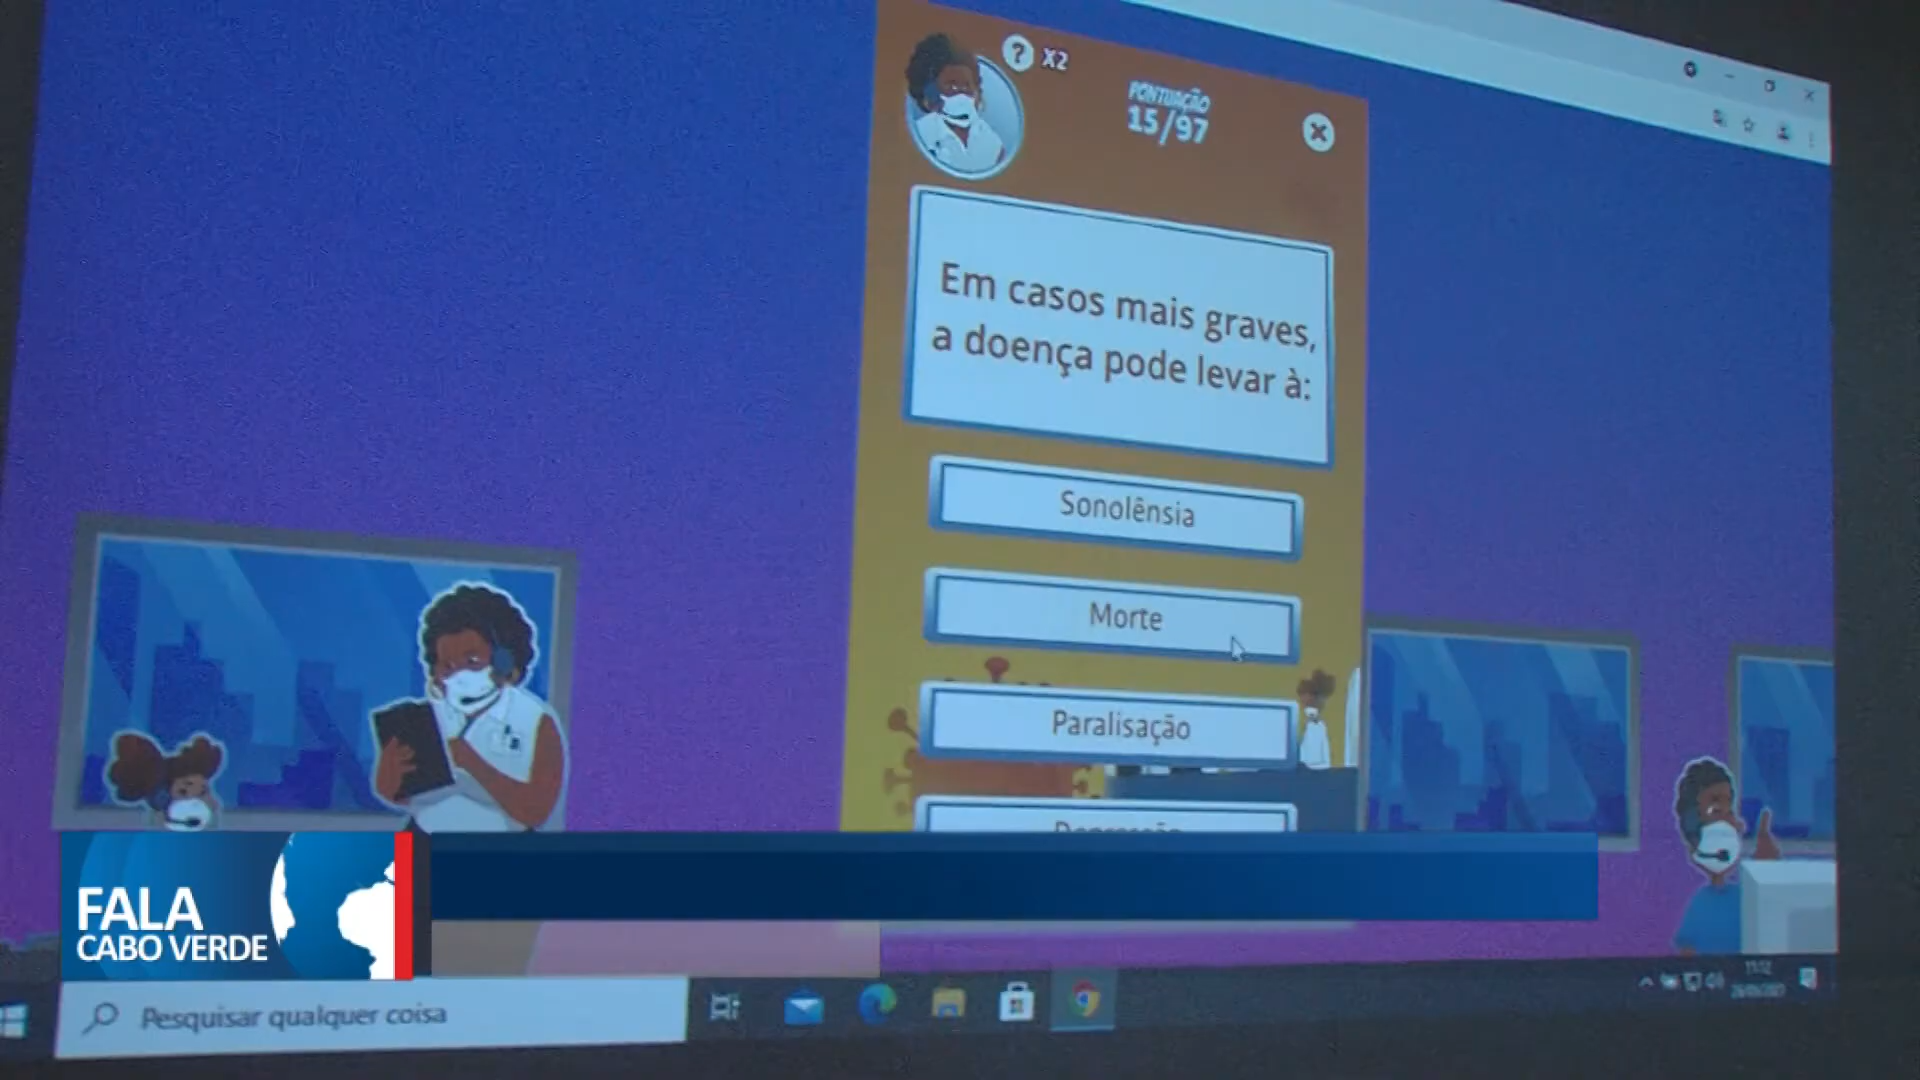 ? X2
PONTUAÇÃO
15/97
Em casos mais graves,
a doença pode levar à:
Sonolênsia
Morte
Paralisação
FALA
CABO VERDE
Pesquisar qualquer coisa